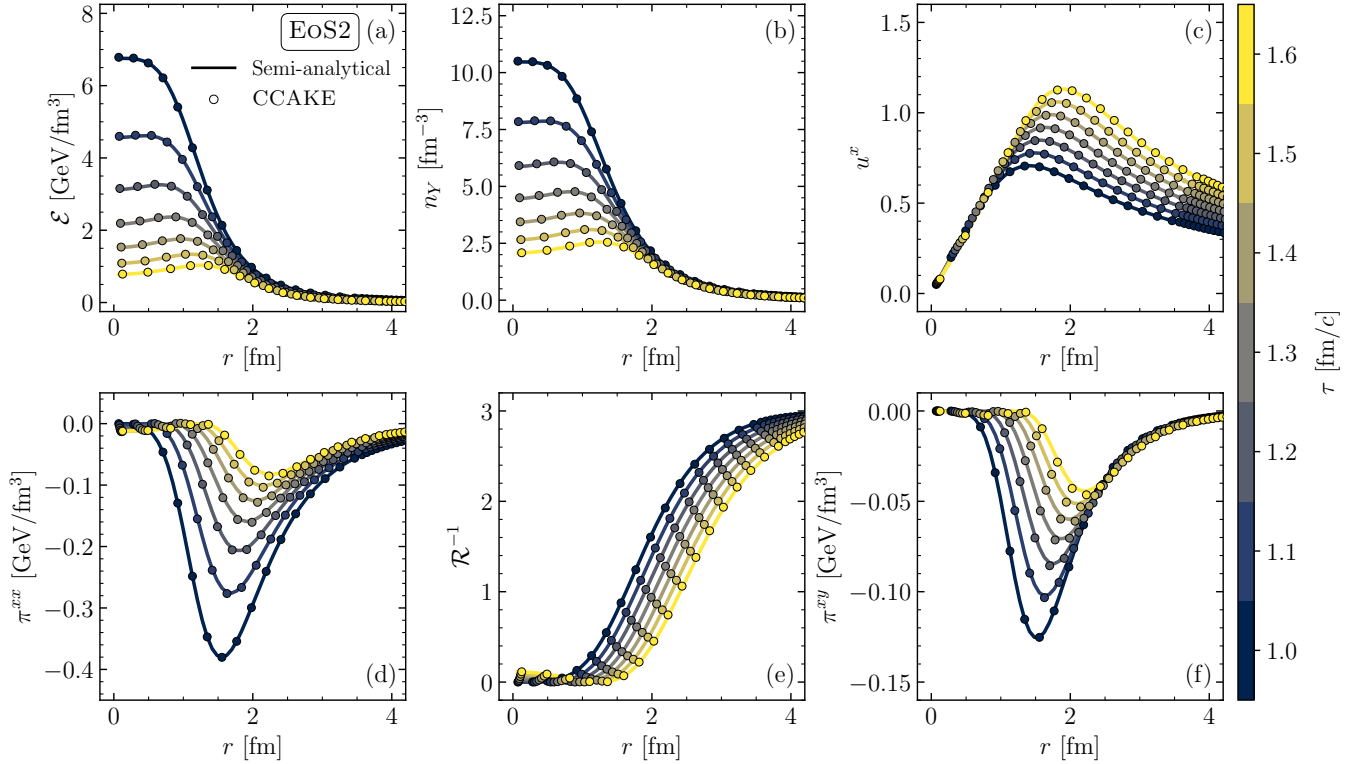 EoS2
(a)
Semi-analytical
CCAKE
8
6
4
2
0
ℰ [GeV/fm³]
0
2
4
r [fm]
(b)
10.0
7.5
5.0
2.5
0.0
n_Y [fm⁻³]
0
2
4
r [fm]
(c)
1.5
1.0
0.5
0.0
u^x
0
2
4
r [fm]
(d)
0.0
−0.1
−0.2
−0.3
−0.4
π^{xx} [GeV/fm³]
0
2
4
r [fm]
(e)
3
2
1
0
ℛ⁻¹
0
2
4
r [fm]
(f)
0.00
−0.05
−0.10
−0.15
π^{xy} [GeV/fm³]
0
2
4
r [fm]
1.6
1.5
1.4
1.3
1.2
1.1
1.0
τ [fm/c]